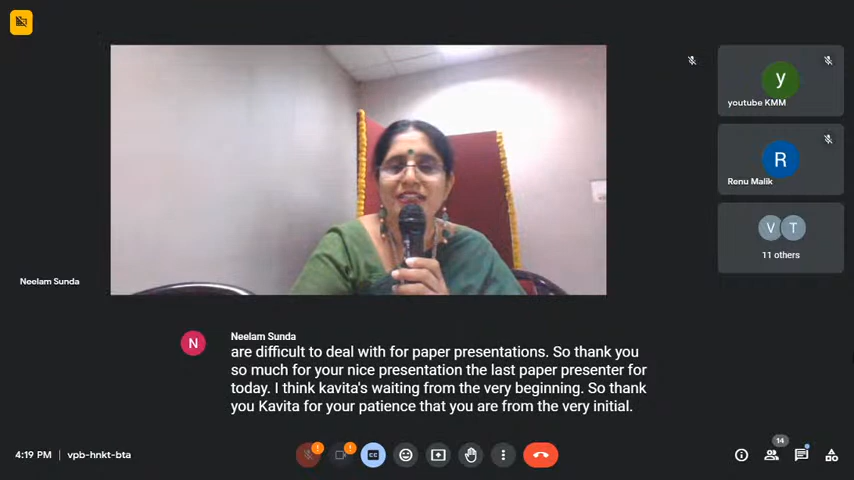 y
youtube KMM
R
Renu Malik
V T
11 others
Neelam Sunda
N
Neelam Sunda
are difficult to deal with for paper presentations. So thank you
so much for your nice presentation the last paper presenter for
today. I think kavita's waiting from the very beginning. So thank
you Kavita for your patience that you are from the very initial.
4:19 PM | vpb-hnkt-bta
! !
CC
14